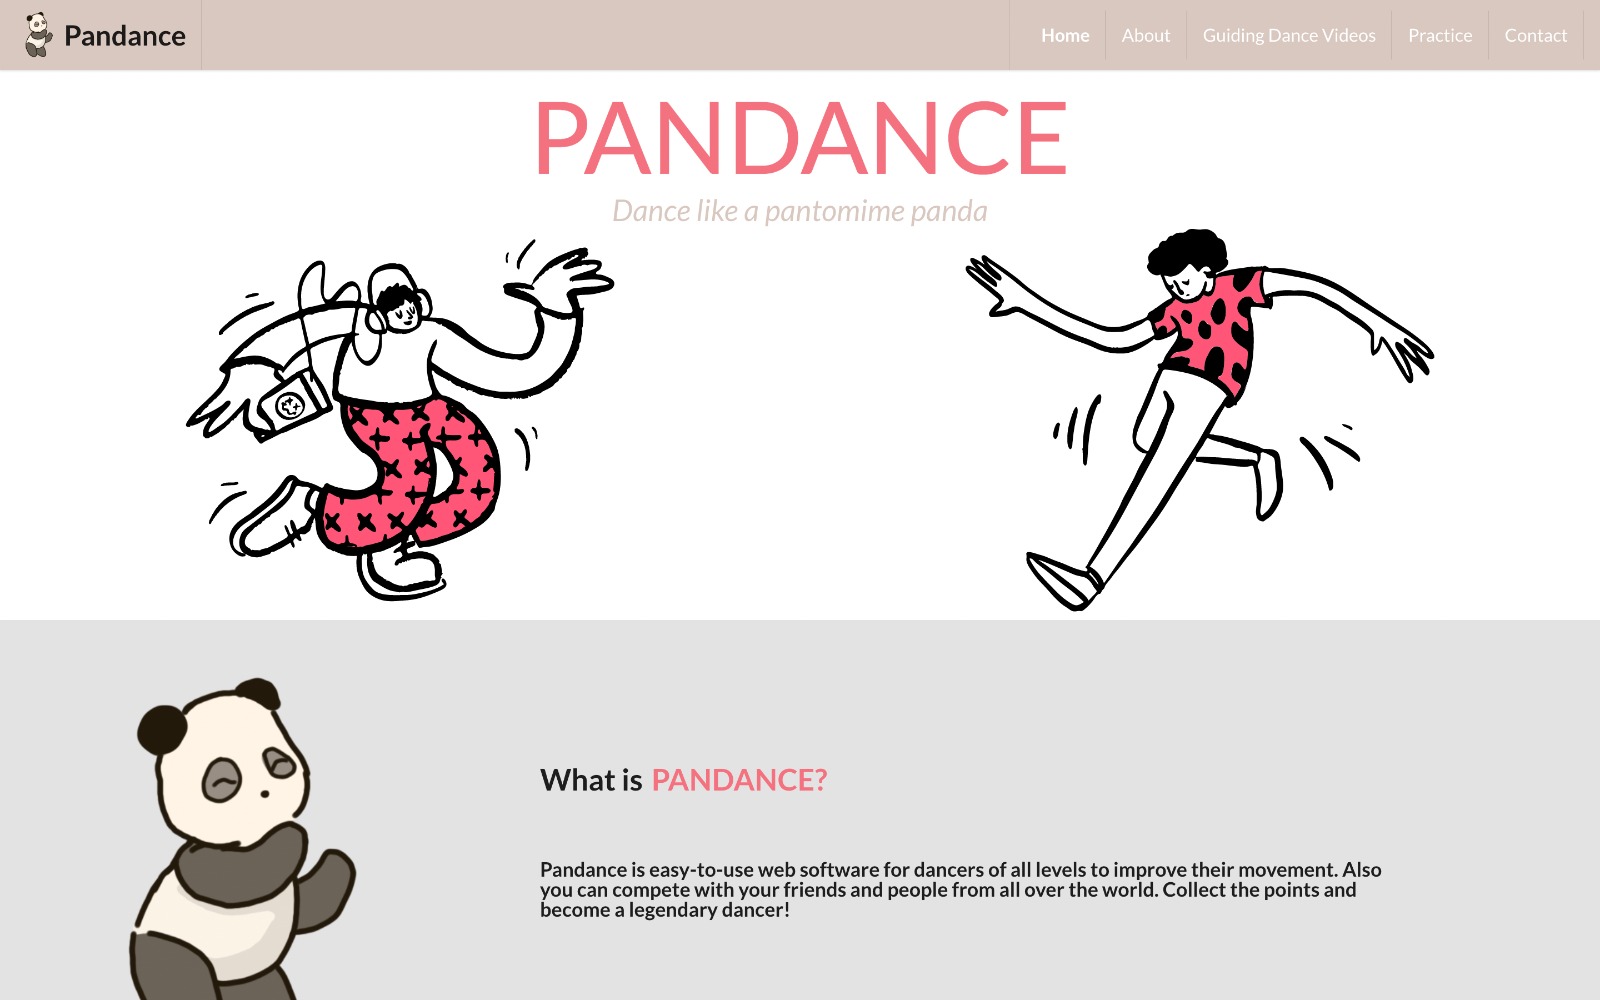 Pandance
Home
About
Guiding Dance Videos
Practice
Contact
PANDANCE
Dance like a pantomime panda
What is PANDANCE?
Pandance is easy-to-use web software for dancers of all levels to improve their movement. Also
you can compete with your friends and people from all over the world. Collect the points and
become a legendary dancer!